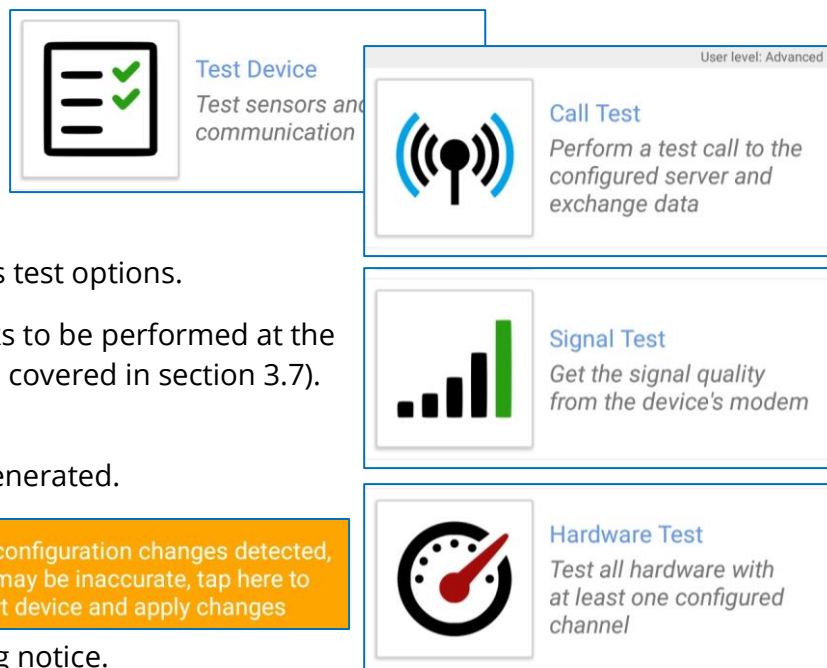 Test Device
Test sensors and
communication
User level: Advanced
Call Test
Perform a test call to the
configured server and
exchange data
test options.
to be performed at the
covered in section 3.7).
Signal Test
Get the signal quality
from the device's modem
configuration changes detected,
may be inaccurate, tap here to
device and apply changes
notice.
Hardware Test
Test all hardware with
at least one configured
channel